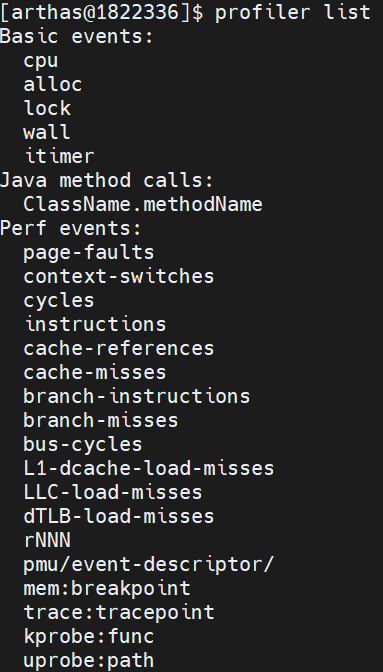 [arthas@1822336]$ profiler list
Basic events:
  cpu
  alloc
  lock
  wall
  itimer
Java method calls:
  ClassName.methodName
Perf events:
  page-faults
  context-switches
  cycles
  instructions
  cache-references
  cache-misses
  branch-instructions
  branch-misses
  bus-cycles
  L1-dcache-load-misses
  LLC-load-misses
  dTLB-load-misses
  rNNN
  pmu/event-descriptor/
  mem:breakpoint
  trace:tracepoint
  kprobe:func
  uprobe:path